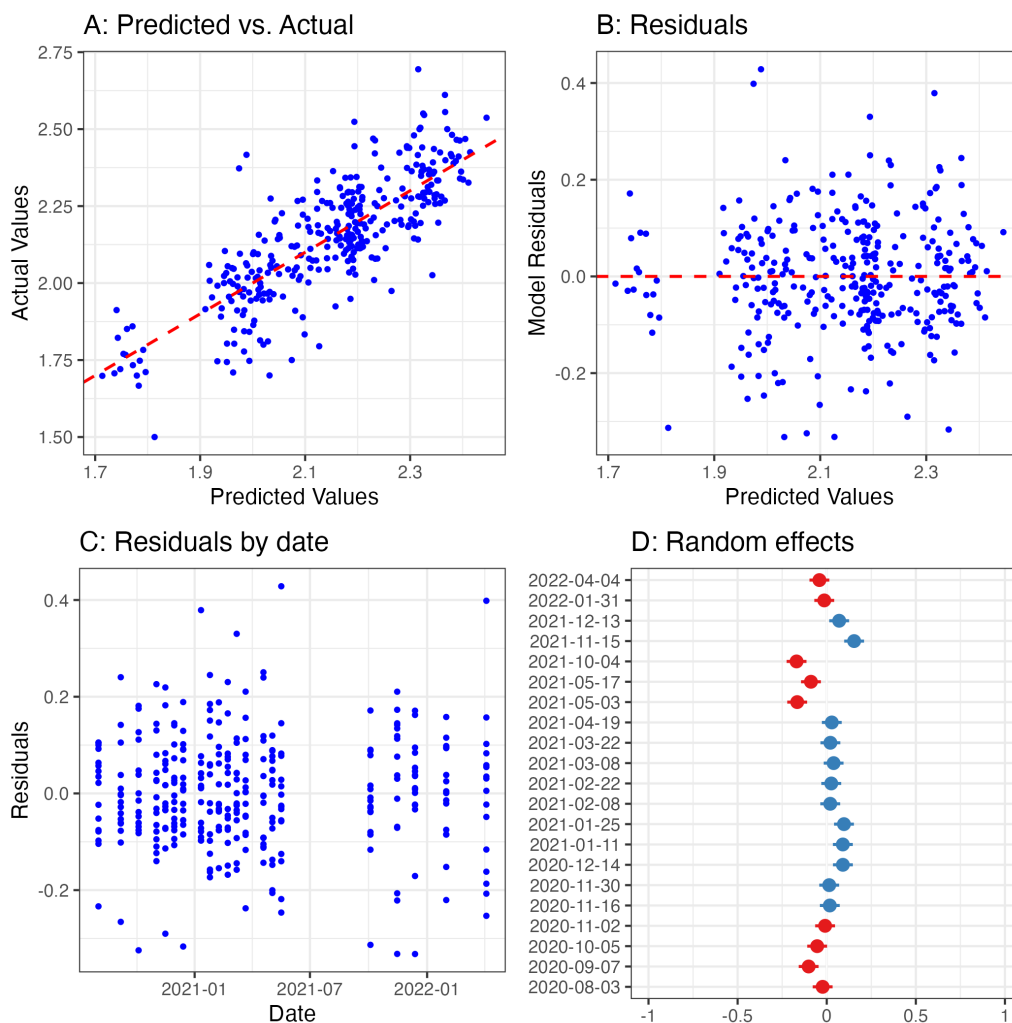 A: Predicted vs. Actual
2.75
2.50
2.25
2.00
1.75
1.50
Actual Values
1.7 1.9 2.1 2.3
Predicted Values
B: Residuals
0.4
0.2
0.0
-0.2
Model Residuals
1.7 1.9 2.1 2.3
Predicted Values
C: Residuals by date
0.4
0.2
0.0
-0.2
Residuals
2021-01 2021-07 2022-01
Date
D: Random effects
2022-04-04
2022-01-31
2021-12-13
2021-11-15
2021-10-04
2021-05-17
2021-05-03
2021-04-19
2021-03-22
2021-03-08
2021-02-22
2021-02-08
2021-01-25
2021-01-11
2020-12-14
2020-11-30
2020-11-16
2020-11-02
2020-10-05
2020-09-07
2020-08-03
-1 -0.5 0 0.5 1